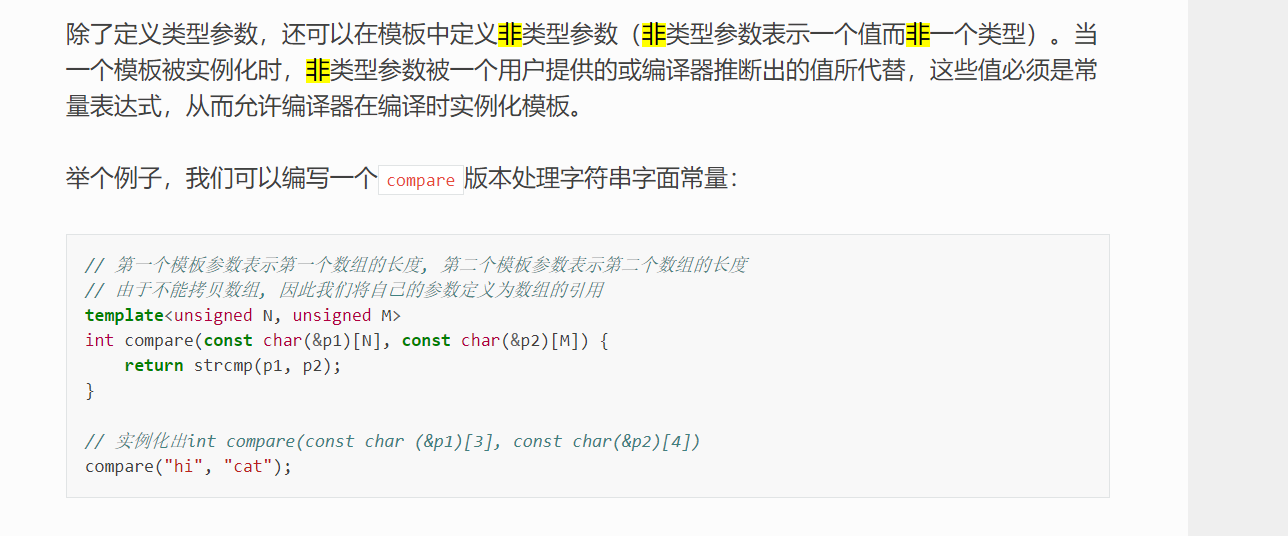 除了定义类型参数，还可以在模板中定义非类型参数（非类型参数表示一个值而非一个类型）。当
一个模板被实例化时，非类型参数被一个用户提供的或编译器推断出的值所代替，这些值必须是常
量表达式，从而允许编译器在编译时实例化模板。
举个例子，我们可以编写一个compare版本处理字符串字面常量：
// 第一个模板参数表示第一个数组的长度, 第二个模板参数表示第二个数组的长度
// 由于不能拷贝数组, 因此我们将自己的参数定义为数组的引用
template<unsigned N, unsigned M>
int compare(const char(&p1)[N], const char(&p2)[M]) {
    return strcmp(p1, p2);
}
// 实例化出int compare(const char (&p1)[3], const char(&p2)[4])
compare("hi", "cat");